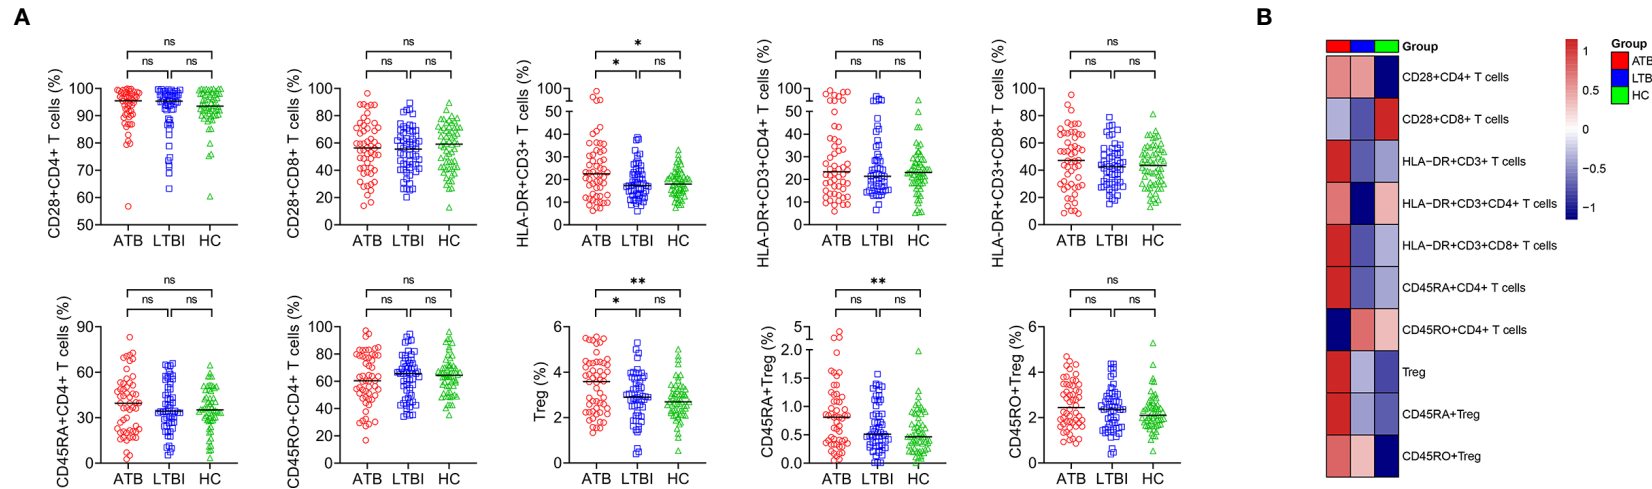 A
CD28+CD4+ T cells (%)
ns
ns
ns
100
90
80
70
60
50
ATB LTBI HC
CD28+CD8+ T cells (%)
ns
ns
ns
100
80
60
40
20
0
ATB LTBI HC
HLA-DR+CD3+ T cells (%)
*
*
ns
100
50
40
30
20
10
0
ATB LTBI HC
HLA-DR+CD3+CD4+ T cells (%)
ns
ns
ns
100
50
40
30
20
10
0
ATB LTBI HC
HLA-DR+CD3+CD8+ T cells (%)
ns
ns
ns
100
80
60
40
20
0
ATB LTBI HC
CD45RA+CD4+ T cells (%)
ns
ns
ns
90
60
30
0
ATB LTBI HC
CD45RO+CD4+ T cells (%)
ns
ns
ns
100
80
60
40
20
0
ATB LTBI HC
Treg (%)
**
*
ns
6
4
2
0
ATB LTBI HC
CD45RA+Treg (%)
**
ns
ns
5
2.0
1.5
1.0
0.5
0.0
ATB LTBI HC
CD45RO+Treg (%)
ns
ns
ns
6
4
2
0
ATB LTBI HC
B
Group
CD28+CD4+ T cells
CD28+CD8+ T cells
HLA−DR+CD3+ T cells
HLA−DR+CD3+CD4+ T cells
HLA−DR+CD3+CD8+ T cells
CD45RA+CD4+ T cells
CD45RO+CD4+ T cells
Treg
CD45RA+Treg
CD45RO+Treg
1
0.5
0
−0.5
−1
Group
ATB
LTB
HC